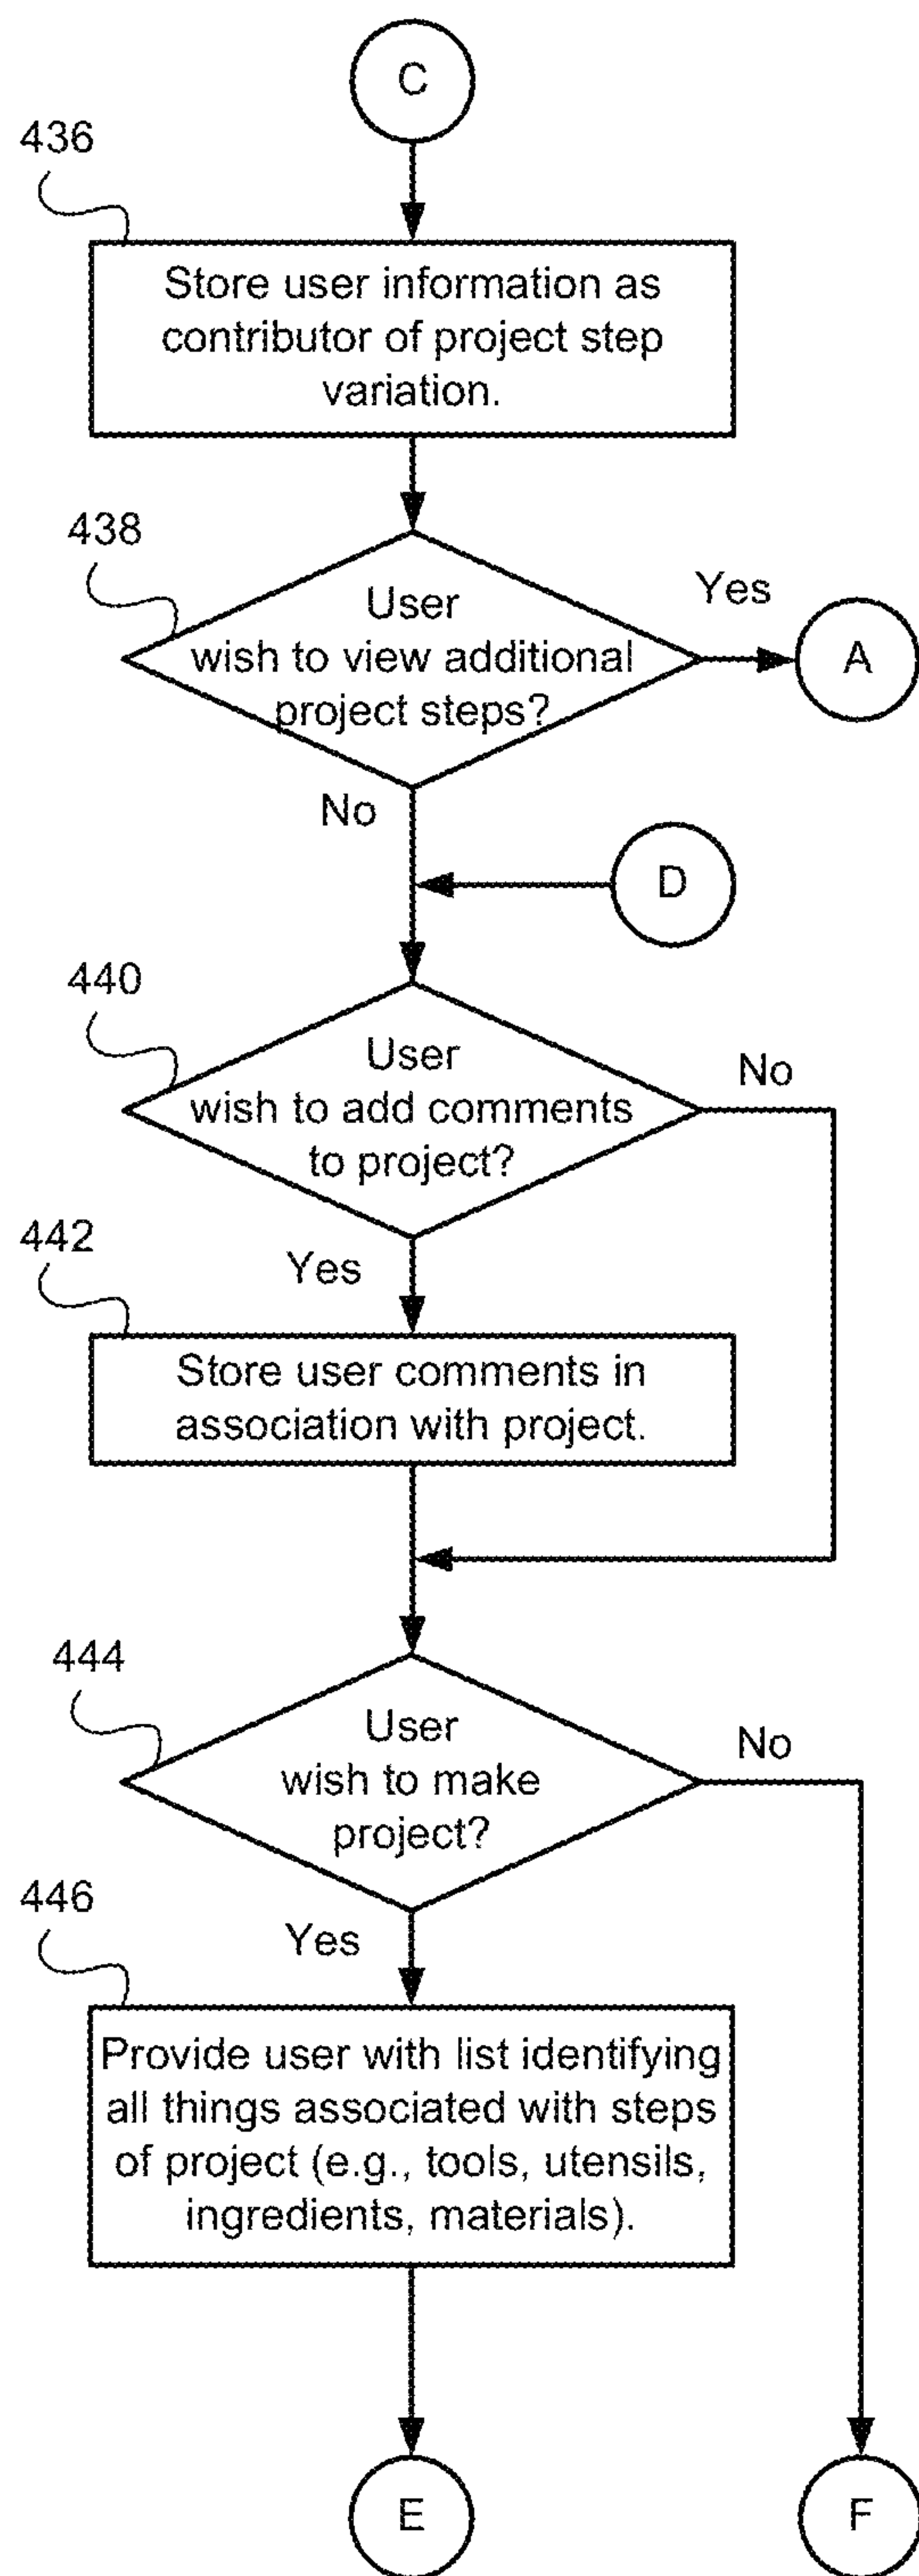 C
436
Store user information as
contributor of project step
variation.
438
User
wish to view additional
project steps?
Yes
A
No
D
440
User
wish to add comments
to project?
No
442
Yes
Store user comments in
association with project.
444
User
wish to make
project?
No
446
Yes
Provide user with list identifying
all things associated with steps
of project (e.g., tools, utensils,
ingredients, materials).
E
F